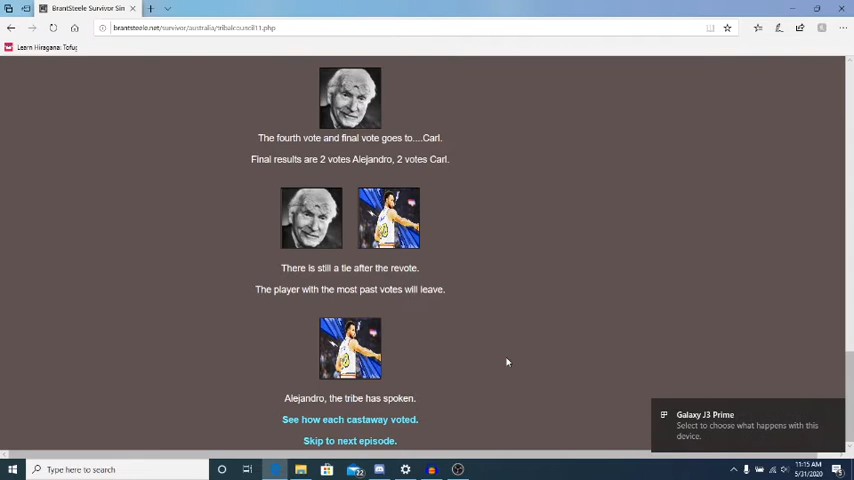 BrantSteele Survivor Sim
brantsteele.net/survivor/australia/tribalcouncil11.php
Learn Hiragana: Tofug
The fourth vote and final vote goes to....Carl.
Final results are 2 votes Alejandro, 2 votes Carl.
There is still a tie after the revote.
The player with the most past votes will leave.
Alejandro, the tribe has spoken.
See how each castaway voted.
Skip to next episode.
Galaxy J3 Prime
Select to choose what happens with this
device.
Type here to search
22
11:15 AM
5/31/2020